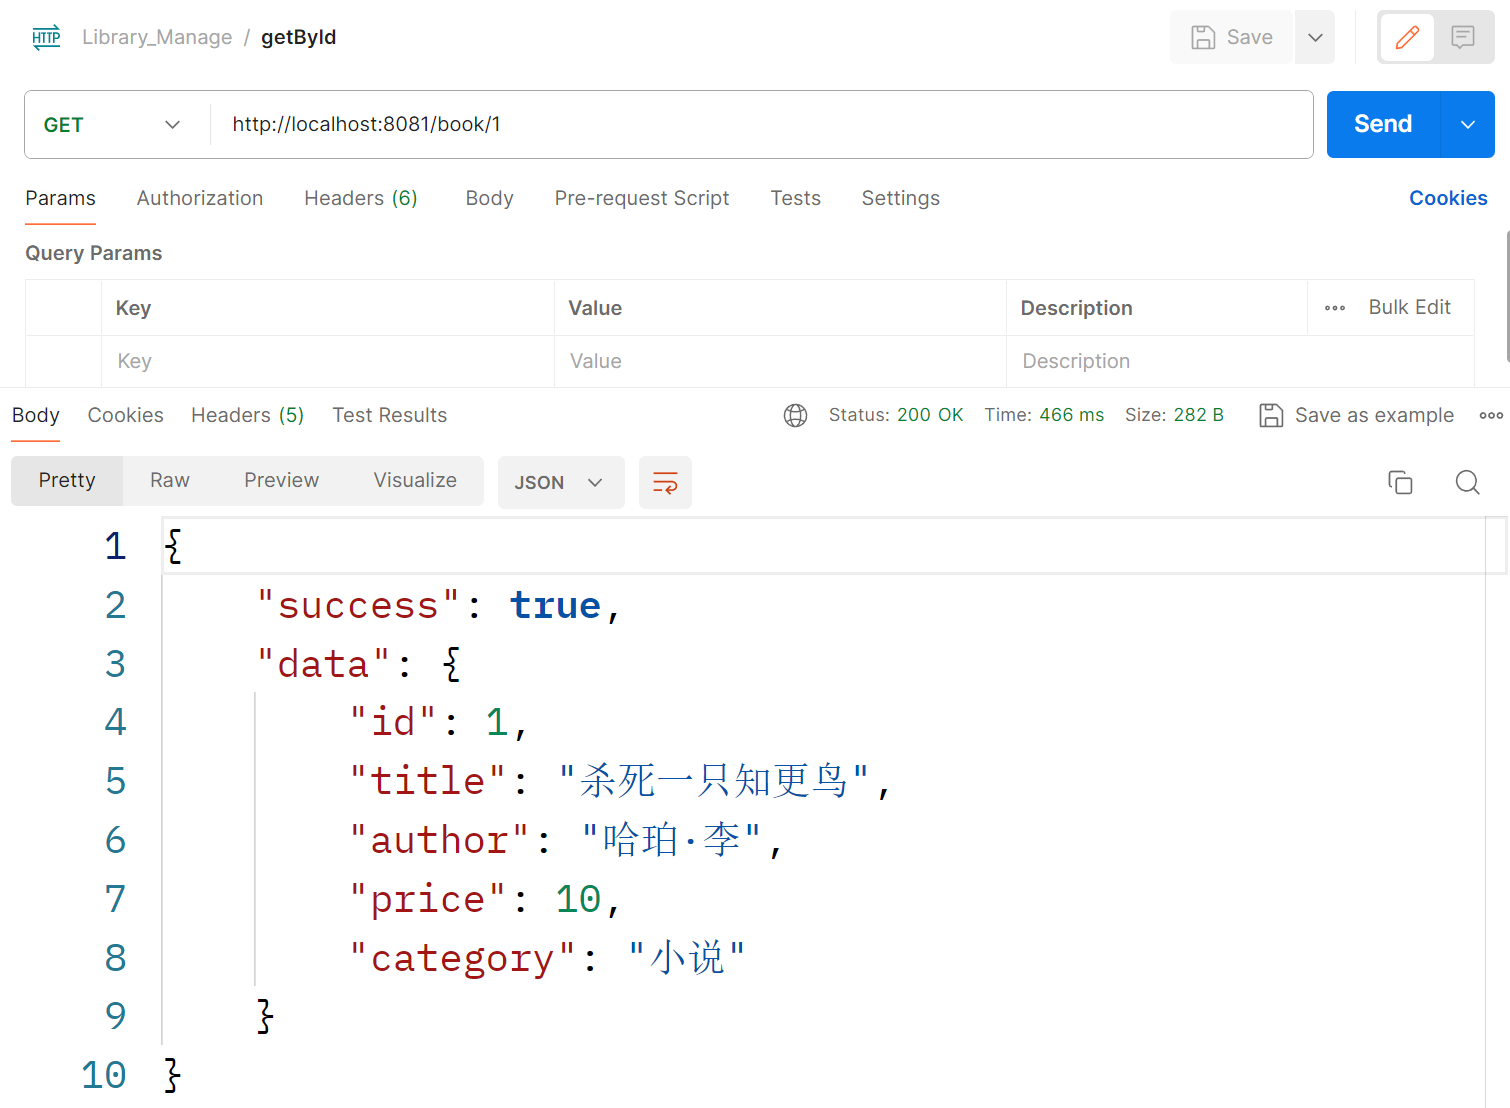 HTTP Library_Manage / getById Save
GET http://localhost:8081/book/1 Send
Params Authorization Headers (6) Body Pre-request Script Tests Settings Cookies
Query Params
Key Value Description Bulk Edit
Key Value Description
Body Cookies Headers (5) Test Results Status: 200 OK Time: 466 ms Size: 282 B Save as example
Pretty Raw Preview Visualize JSON
1 {
2 "success": true,
3 "data": {
4 "id": 1,
5 "title": "杀死一只知更鸟",
6 "author": "哈珀·李",
7 "price": 10,
8 "category": "小说"
9 }
10 }